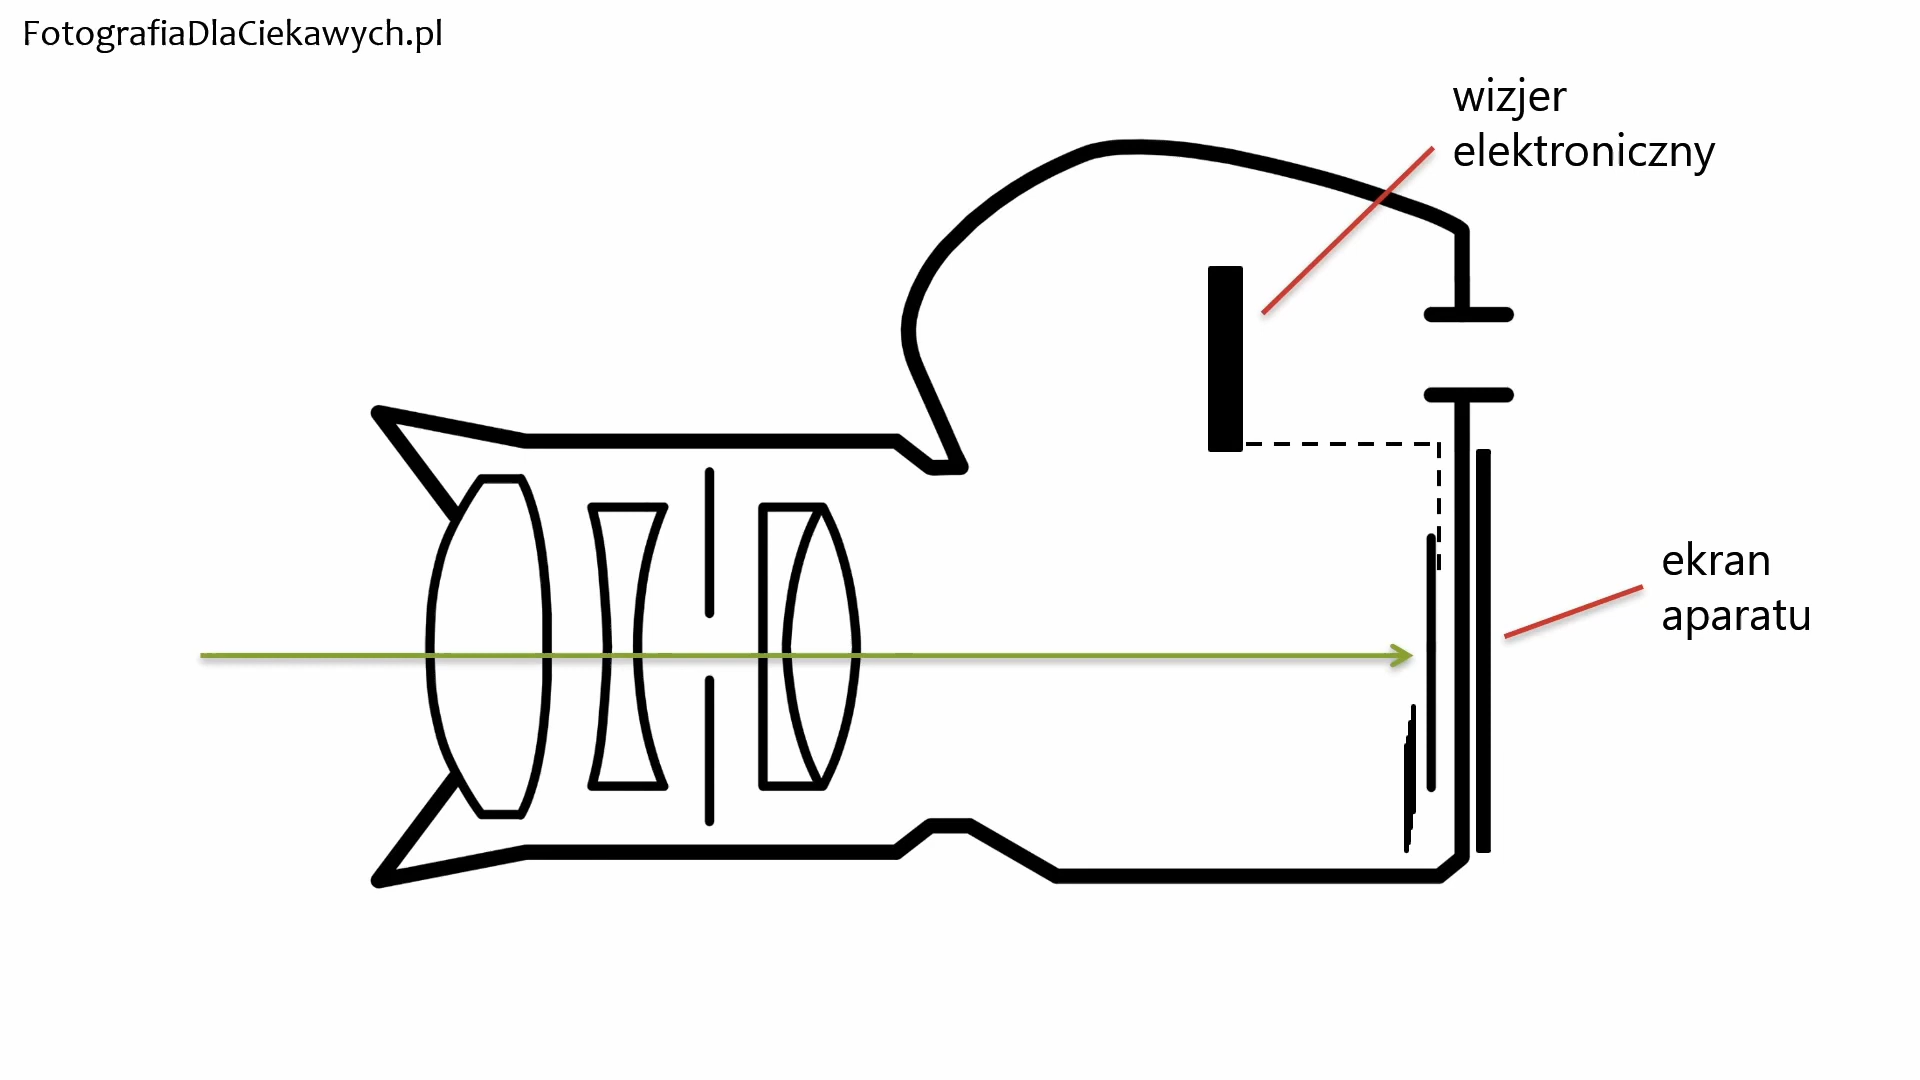 FotografiaDlaCiekawych.pl
wizjer
elektroniczny
ekran
aparatu